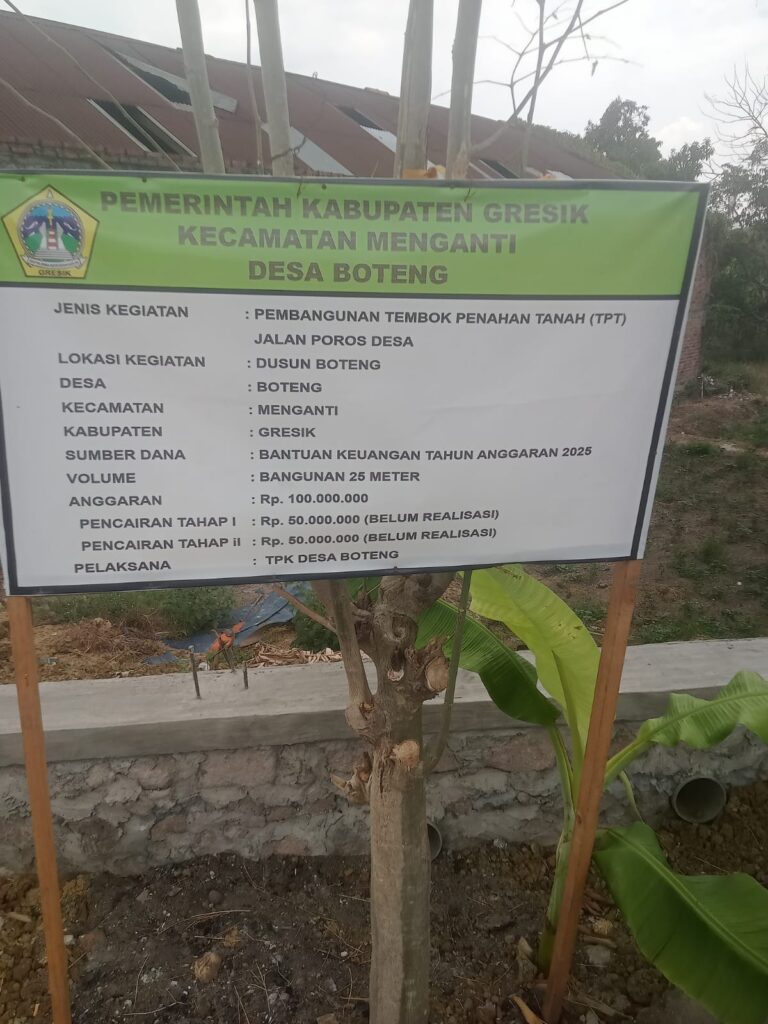 PEMERINTAH KABUPATEN GRESIK
KECAMATAN MENGANTI
DESA BOTENG
GRESIK
JENIS KEGIATAN : PEMBANGUNAN TEMBOK PENAHAN TANAH (TPT)
JALAN POROS DESA
LOKASI KEGIATAN : DUSUN BOTENG
DESA : BOTENG
KECAMATAN : MENGANTI
KABUPATEN : GRESIK
SUMBER DANA : BANTUAN KEUANGAN TAHUN ANGGARAN 2025
VOLUME : BANGUNAN 25 METER
ANGGARAN : Rp. 100.000.000
PENCAIRAN TAHAP I : Rp. 50.000.000 (BELUM REALISASI)
PENCAIRAN TAHAP iI : Rp. 50.000.000 (BELUM REALISASI)
PELAKSANA : TPK DESA BOTENG